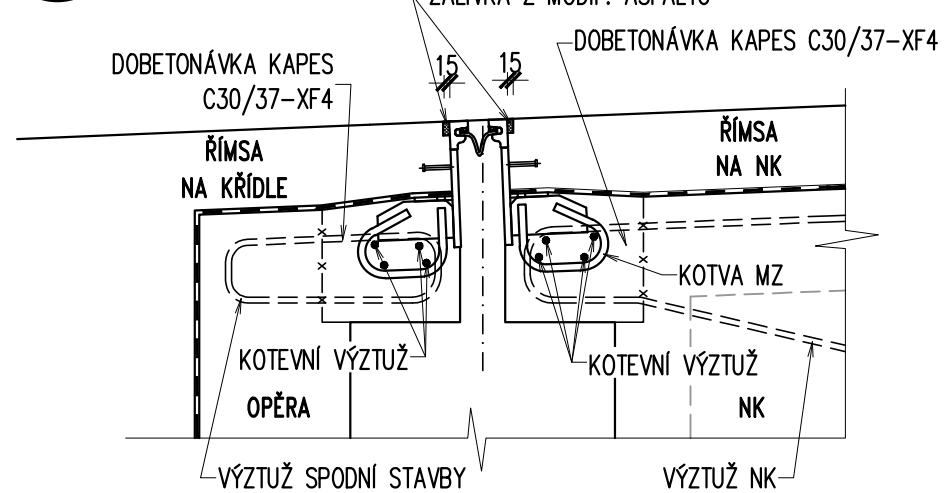 ZÁLIVKA Z MODIF. ASFALTU
DOBETONÁVKA KAPES C30/37-XF4
DOBETONÁVKA KAPES
C30/37-XF4
15
15
ŘÍMSA
NA KŘÍDLE
ŘÍMSA
NA NK
KOTVA MZ
KOTEVNÍ VÝZTUŽ
KOTEVNÍ VÝZTUŽ
OPĚRA
NK
VÝZTUŽ SPODNÍ STAVBY
VÝZTUŽ NK